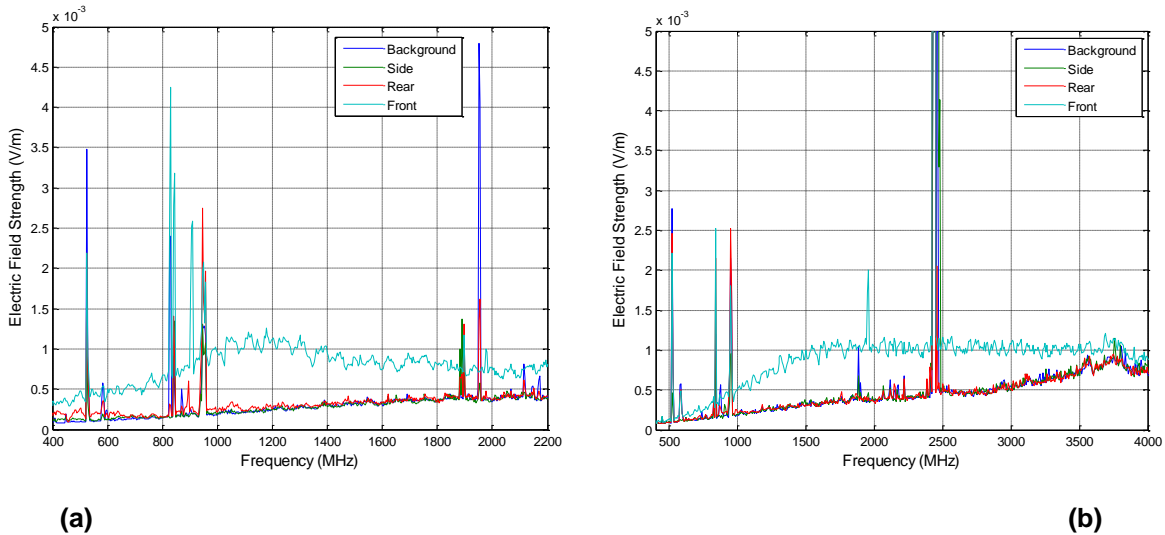 x 10⁻³
5
4.5
4
3.5
3
2.5
2
1.5
1
0.5
0
Electric Field Strength (V/m)
Background
Side
Rear
Front
400 600 800 1000 1200 1400 1600 1800 2000 2200
Frequency (MHz)
(a)
x 10⁻³
5
4.5
4
3.5
3
2.5
2
1.5
1
0.5
0
Electric Field Strength (V/m)
Background
Side
Rear
Front
500 1000 1500 2000 2500 3000 3500 4000
Frequency (MHz)
(b)